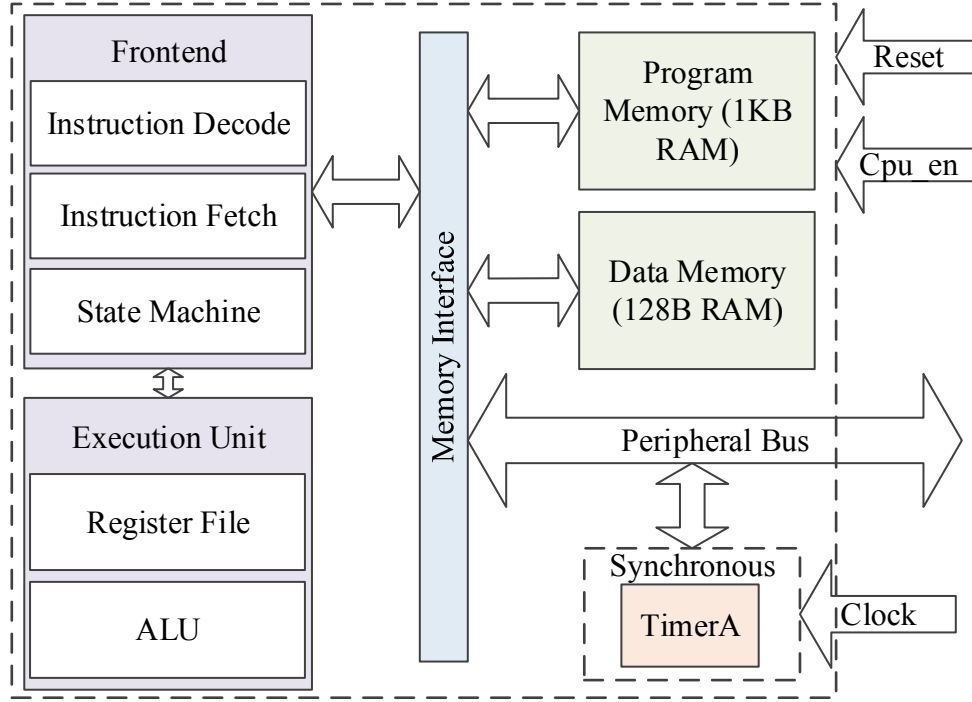 Frontend
Instruction Decode
Instruction Fetch
State Machine
Execution Unit
Register File
ALU
Memory Interface
Program
Memory (1KB
RAM)
Data Memory
(128B RAM)
Peripheral Bus
Synchronous
TimerA
Reset
Cpu_en
Clock